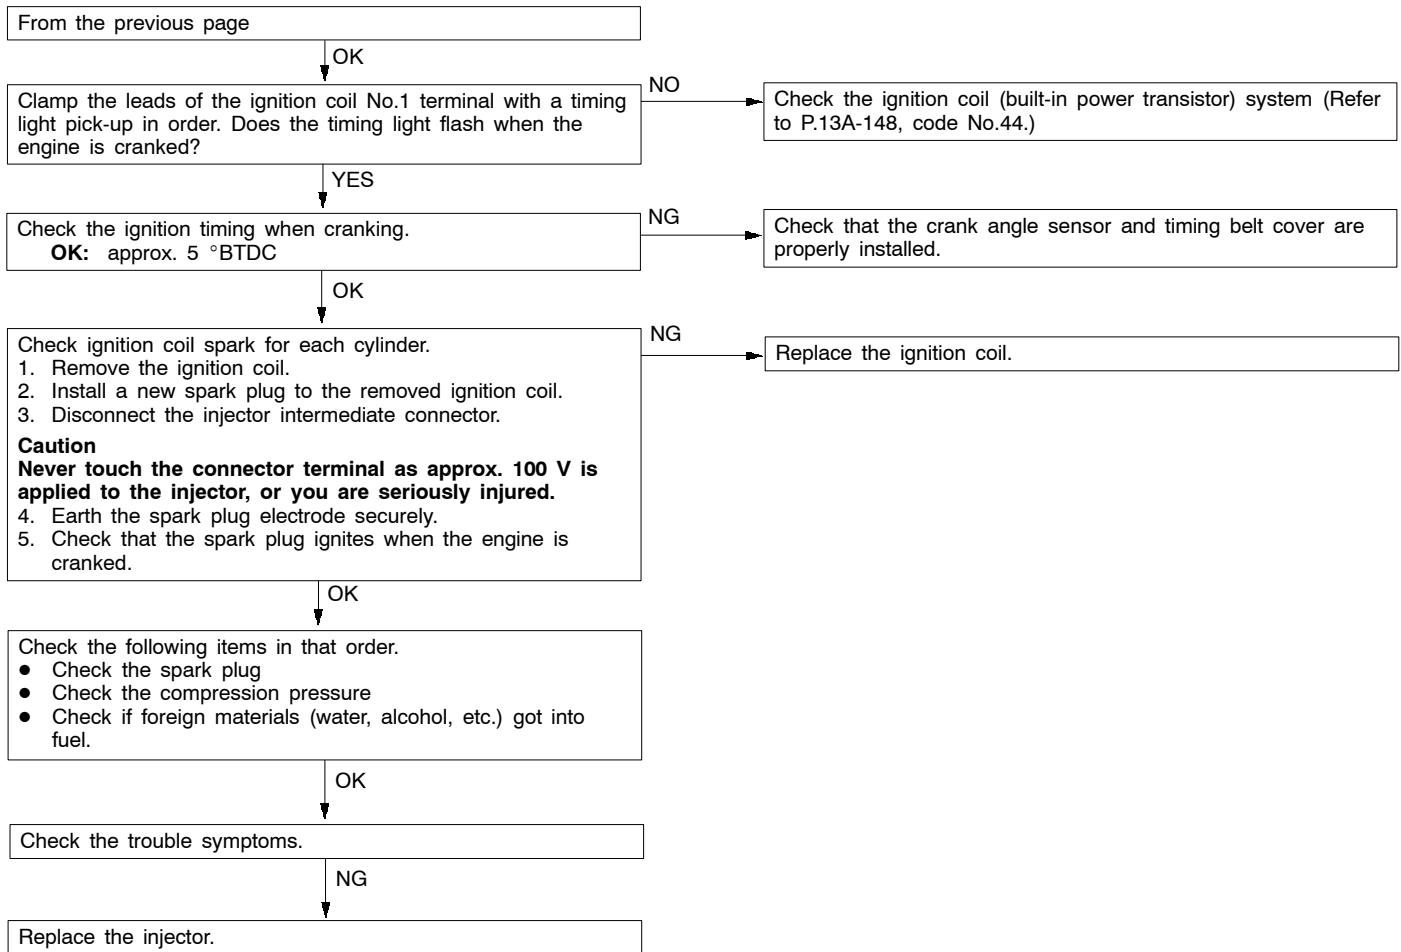 From the previous page
OK
Clamp the leads of the ignition coil No.1 terminal with a timing
light pick-up in order. Does the timing light flash when the
engine is cranked?
NO
Check the ignition coil (built-in power transistor) system (Refer
to P.13A-148, code No.44.)
YES
Check the ignition timing when cranking.
OK: approx. 5 °BTDC
NG
Check that the crank angle sensor and timing belt cover are
properly installed.
OK
Check ignition coil spark for each cylinder.
1. Remove the ignition coil.
2. Install a new spark plug to the removed ignition coil.
3. Disconnect the injector intermediate connector.
Caution
Never touch the connector terminal as approx. 100 V is
applied to the injector, or you are seriously injured.
4. Earth the spark plug electrode securely.
5. Check that the spark plug ignites when the engine is
cranked.
NG
Replace the ignition coil.
OK
Check the following items in that order.
● Check the spark plug
● Check the compression pressure
● Check if foreign materials (water, alcohol, etc.) got into
fuel.
OK
Check the trouble symptoms.
NG
Replace the injector.